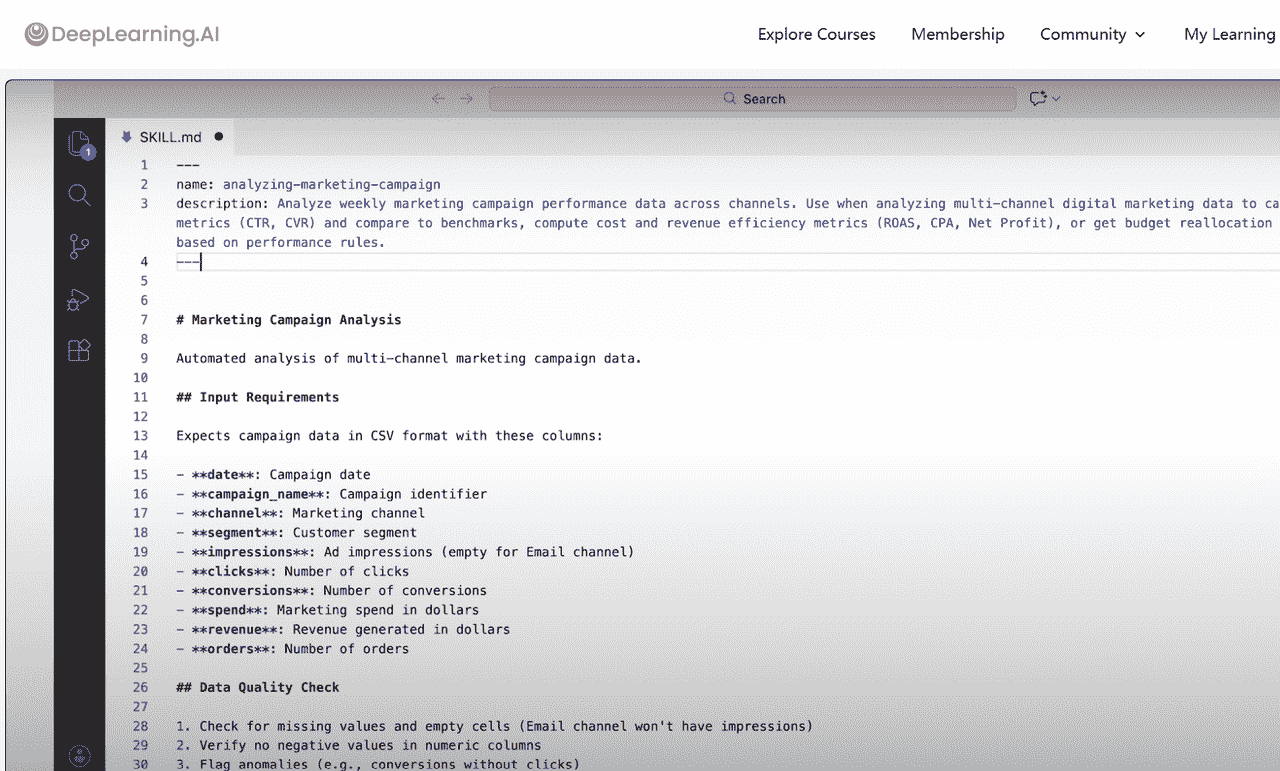 DeepLearning.AI
Explore Courses Membership Community My Learning
Search
SKILL.md
1
1 ---
2 name: analyzing-marketing-campaign
3 description: Analyze weekly marketing campaign performance data across channels. Use when analyzing multi-channel digital marketing data to ca
metrics (CTR, CVR) and compare to benchmarks, compute cost and revenue efficiency metrics (ROAS, CPA, Net Profit), or get budget reallocation
based on performance rules.
4 ---
5
6
7 # Marketing Campaign Analysis
8
9 Automated analysis of multi-channel marketing campaign data.
10
11 ## Input Requirements
12
13 Expects campaign data in CSV format with these columns:
14
15 - **date**: Campaign date
16 - **campaign_name**: Campaign identifier
17 - **channel**: Marketing channel
18 - **segment**: Customer segment
19 - **impressions**: Ad impressions (empty for Email channel)
20 - **clicks**: Number of clicks
21 - **conversions**: Number of conversions
22 - **spend**: Marketing spend in dollars
23 - **revenue**: Revenue generated in dollars
24 - **orders**: Number of orders
25
26 ## Data Quality Check
27
28 1. Check for missing values and empty cells (Email channel won't have impressions)
29 2. Verify no negative values in numeric columns
30 3. Flag anomalies (e.g., conversions without clicks)